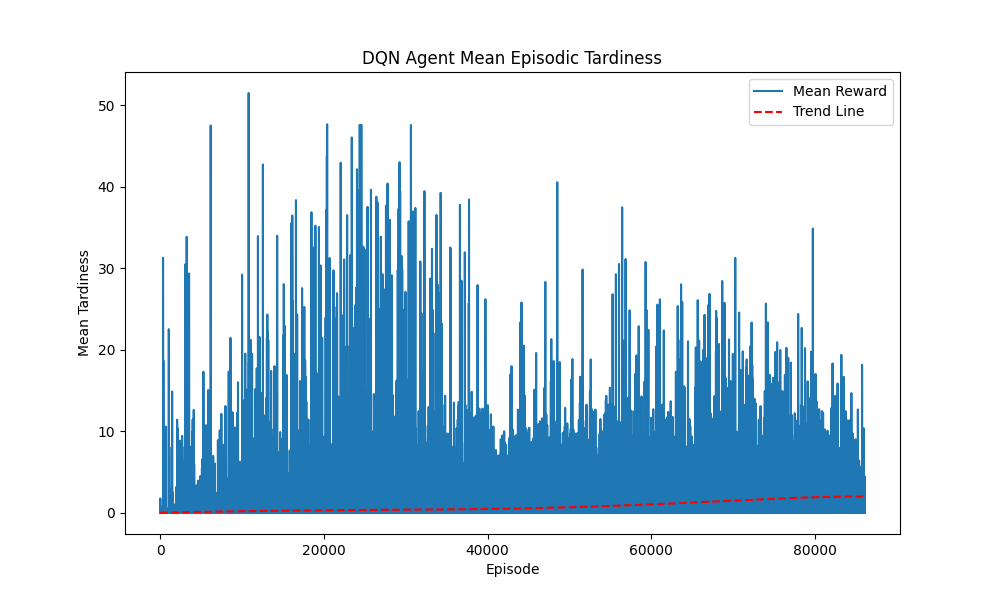 DQN Agent Mean Episodic Tardiness
Mean Reward
Trend Line
50
40
30
20
10
0
Mean Tardiness
0 20000 40000 60000 80000
Episode